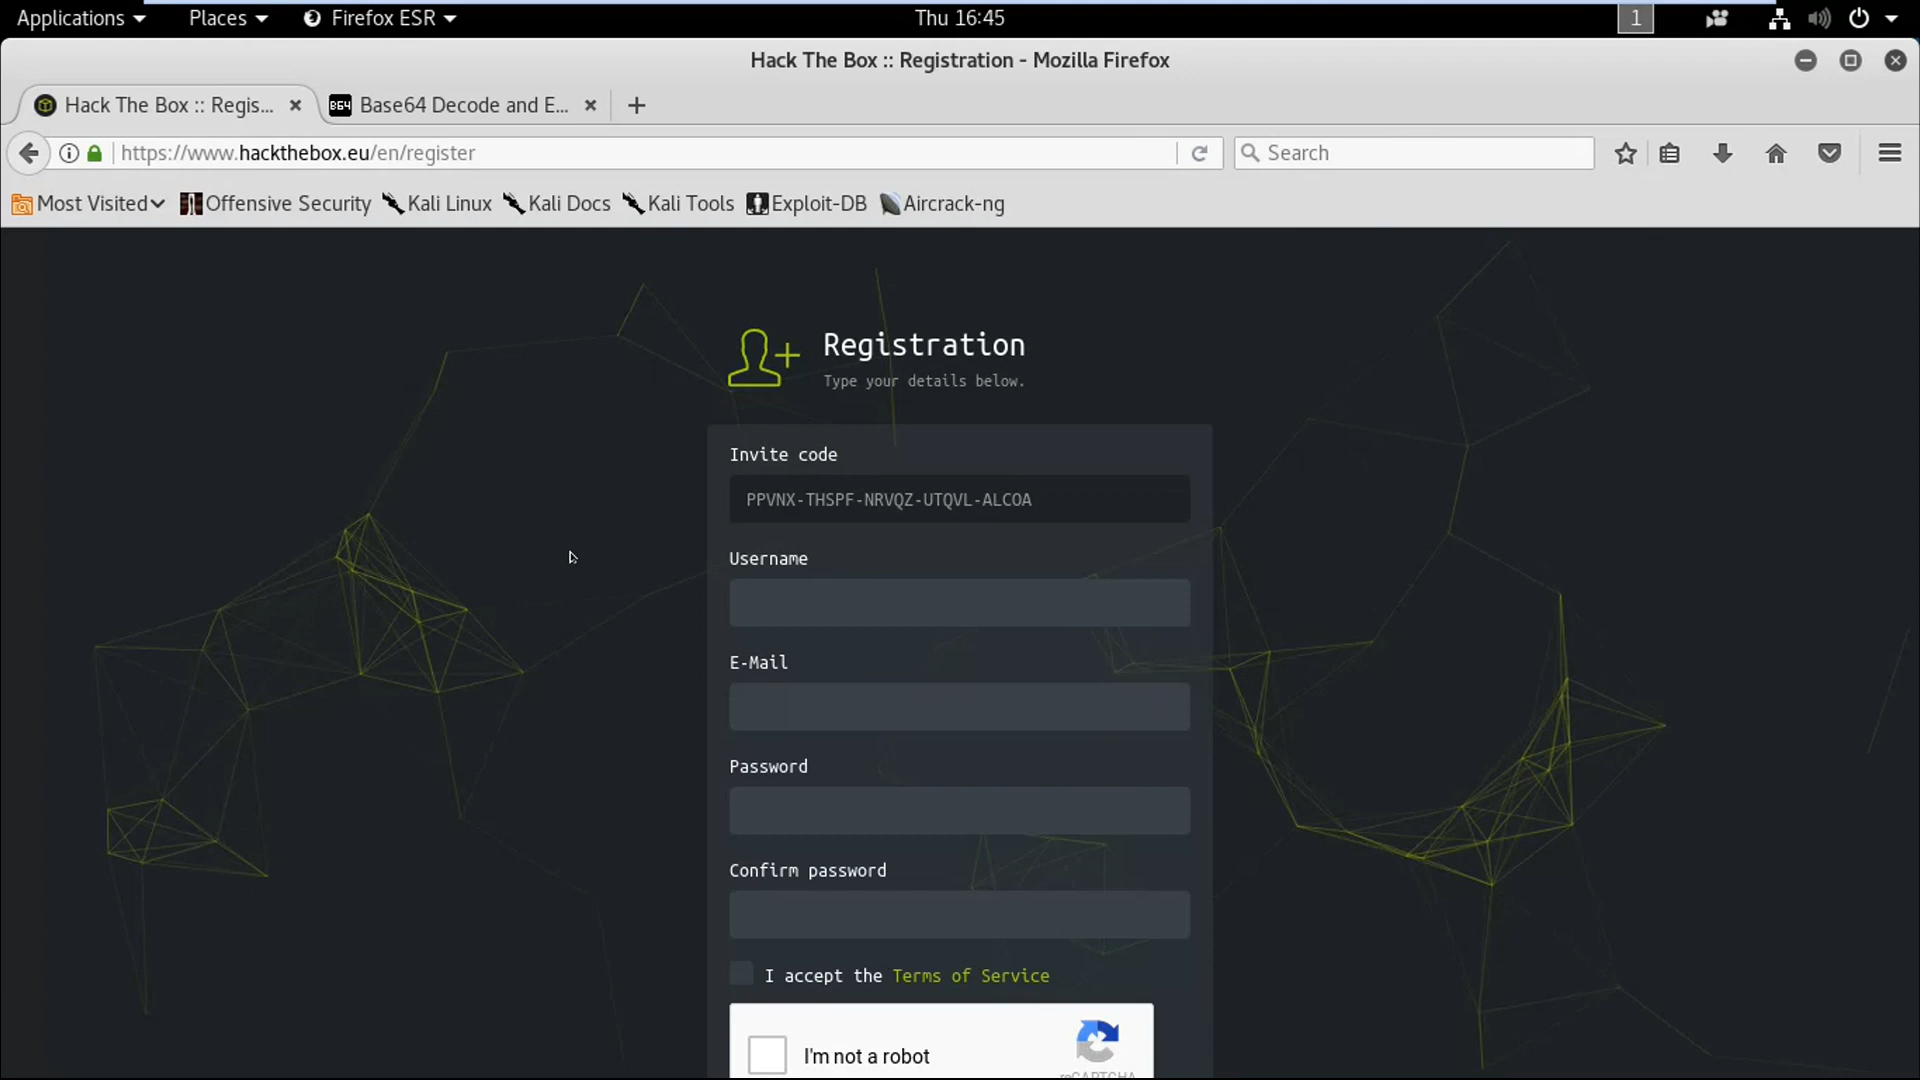 Applications Places Firefox ESR Thu 16:45 1
Hack The Box :: Registration - Mozilla Firefox
Hack The Box :: Regis... B64 Base64 Decode and E...
https://www.hackthebox.eu/en/register Search
Most Visited Offensive Security Kali Linux Kali Docs Kali Tools Exploit-DB Aircrack-ng
Registration
Type your details below.
Invite code
PPVNX-THSPF-NRVQZ-UTQVL-ALCOA
Username
E-Mail
Password
Confirm password
I accept the Terms of Service
I'm not a robot
reCAPTCHA